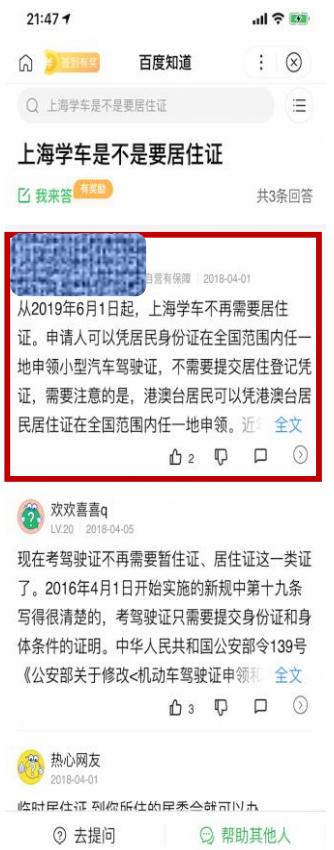 21:47
签到有奖
百度知道
上海学车是不是要居住证
上海学车是不是要居住证
我来答
有奖励
共3条回答
自营有保障 2018-04-01
从2019年6月1日起，上海学车不再需要居住
证。申请人可以凭居民身份证在全国范围内任一
地申领小型汽车驾驶证，不需要提交居住登记凭
证，需要注意的是，港澳台居民可以凭港澳台居
民居住证在全国范围内任一地申领。近年 全文
2
欢欢喜喜q
LV.20 2018-04-05
现在考驾驶证不再需要暂住证、居住证这一类证
了。2016年4月1日开始实施的新规中第十九条
写得很清楚的，考驾驶证只需要提交身份证和身
体条件的证明。中华人民共和国公安部令139号
《公安部关于修改<机动车驾驶证申领和 全文
3
热心网友
2018-04-01
临时居住证 到你所住的居委会就可以办
去提问
帮助其他人